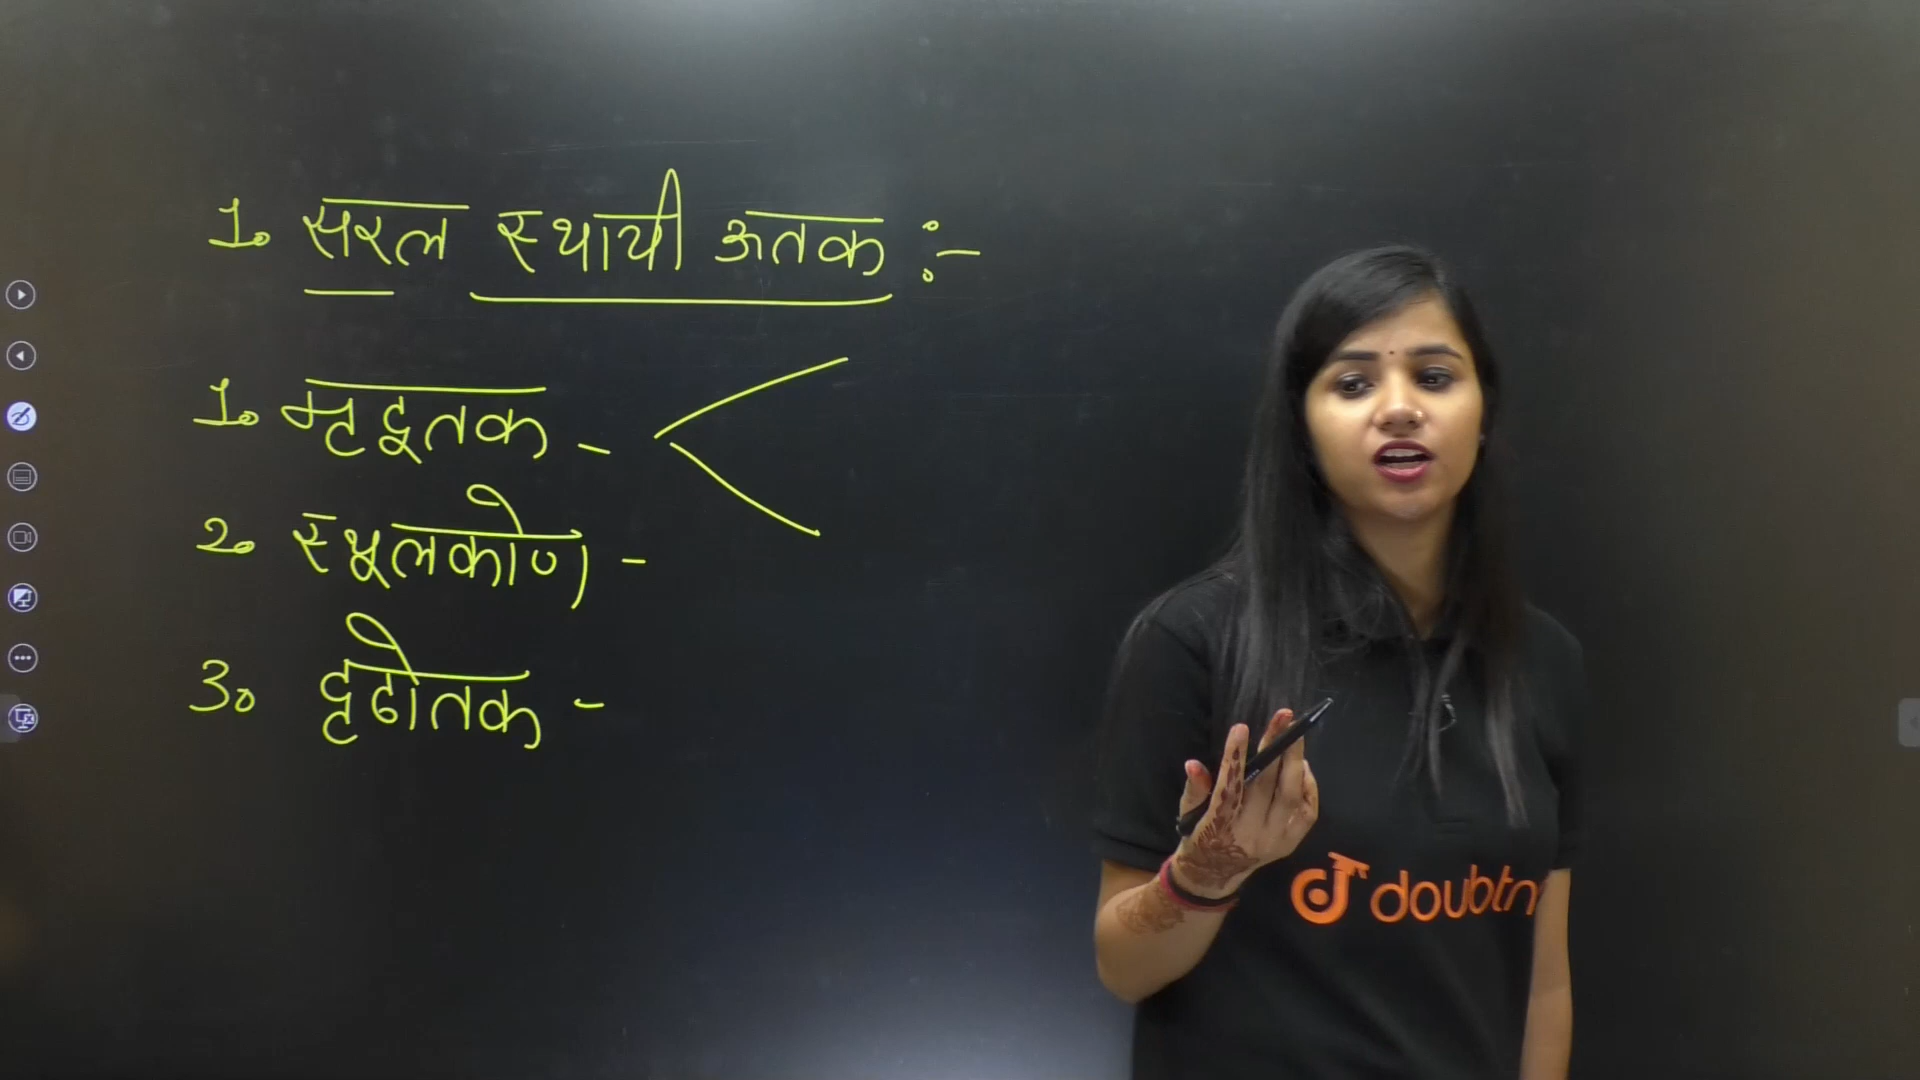 1. सरल स्थायी ऊतक :-
1. मृदूतक -
2. स्थूलकोण -
3. दृढोतक -
doubtn